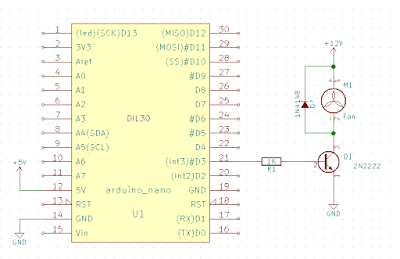 1 (led)(SCK)D13 (MISO)D12 30
2 3V3 (MOSI)#D11 29
3 Aref (SS)#D10 28
4 A0 #D9 27
5 A1 D8 26
6 A2 D7 25
7 A3 DIL30 #D6 24
8 A4(SDA) #D5 23
9 A5(SCL) D4 22
10 A6 (int3)#D3 21
11 A7 (int2)D2 20
12 5V arduino_nano GND 19
13 RST RST 18
14 GND U1 (RX)D1 17
15 Vin (TX)D0 16
+5V
GND
1K
R1
+12V
M1
Fan
1N4148
Q1
2N2222
GND